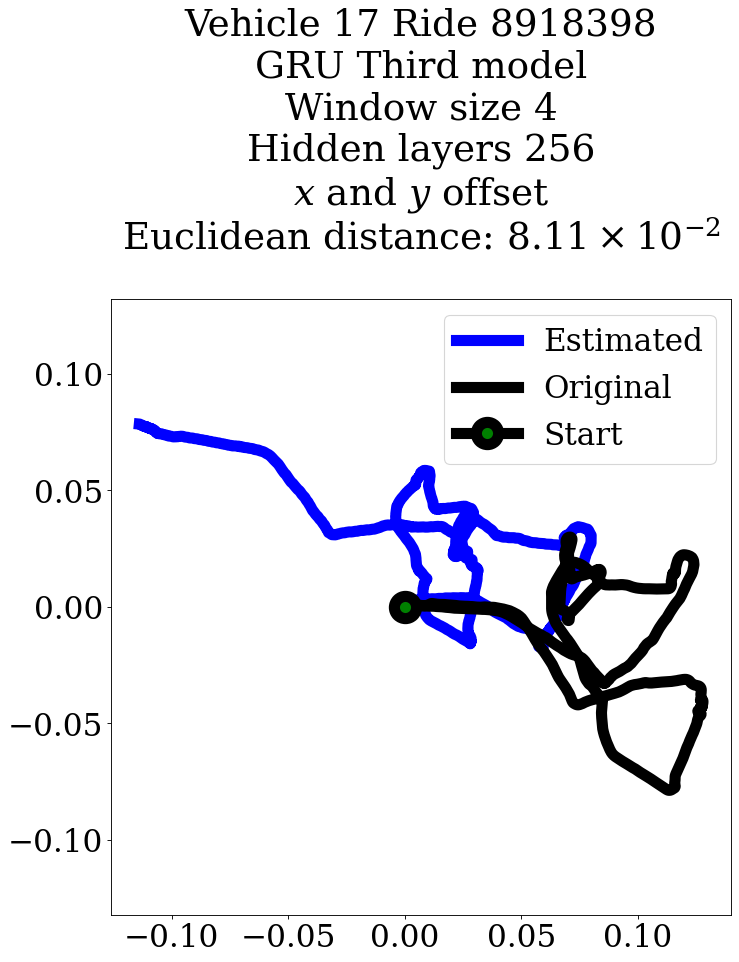 Vehicle 17 Ride 8918398
GRU Third model
Window size 4
Hidden layers 256
x and y offset
Euclidean distance: 8.11 × 10⁻²
Estimated
Original
Start
0.10
0.05
0.00
−0.05
−0.10
−0.10 −0.05 0.00 0.05 0.10